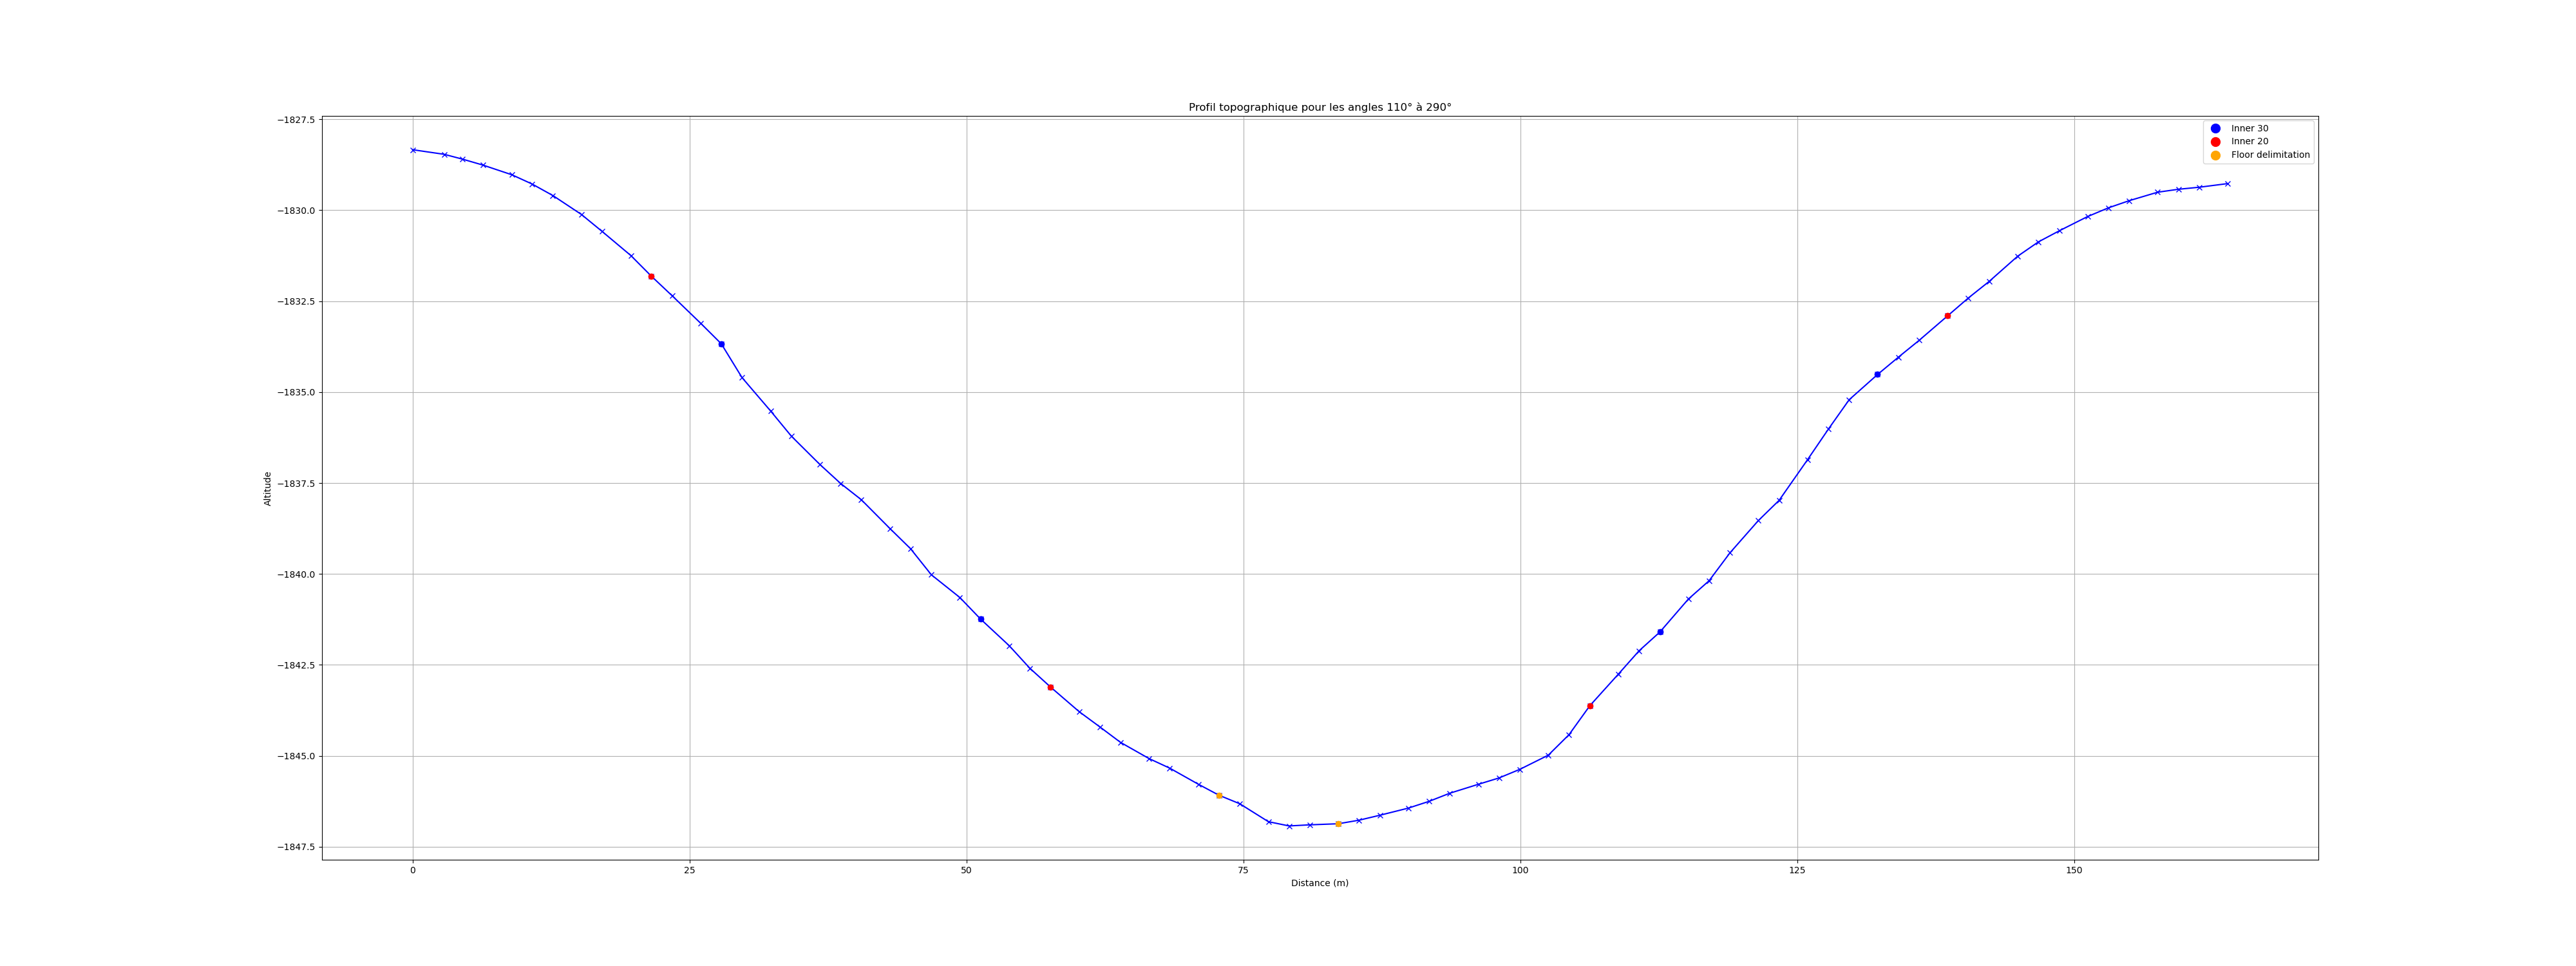 Profil topographique pour les angles 110° à 290°
Inner 30
Inner 20
Floor delimitation
Altitude
−1827.5
−1830.0
−1832.5
−1835.0
−1837.5
−1840.0
−1842.5
−1845.0
−1847.5
0 25 50 75 100 125 150
Distance (m)